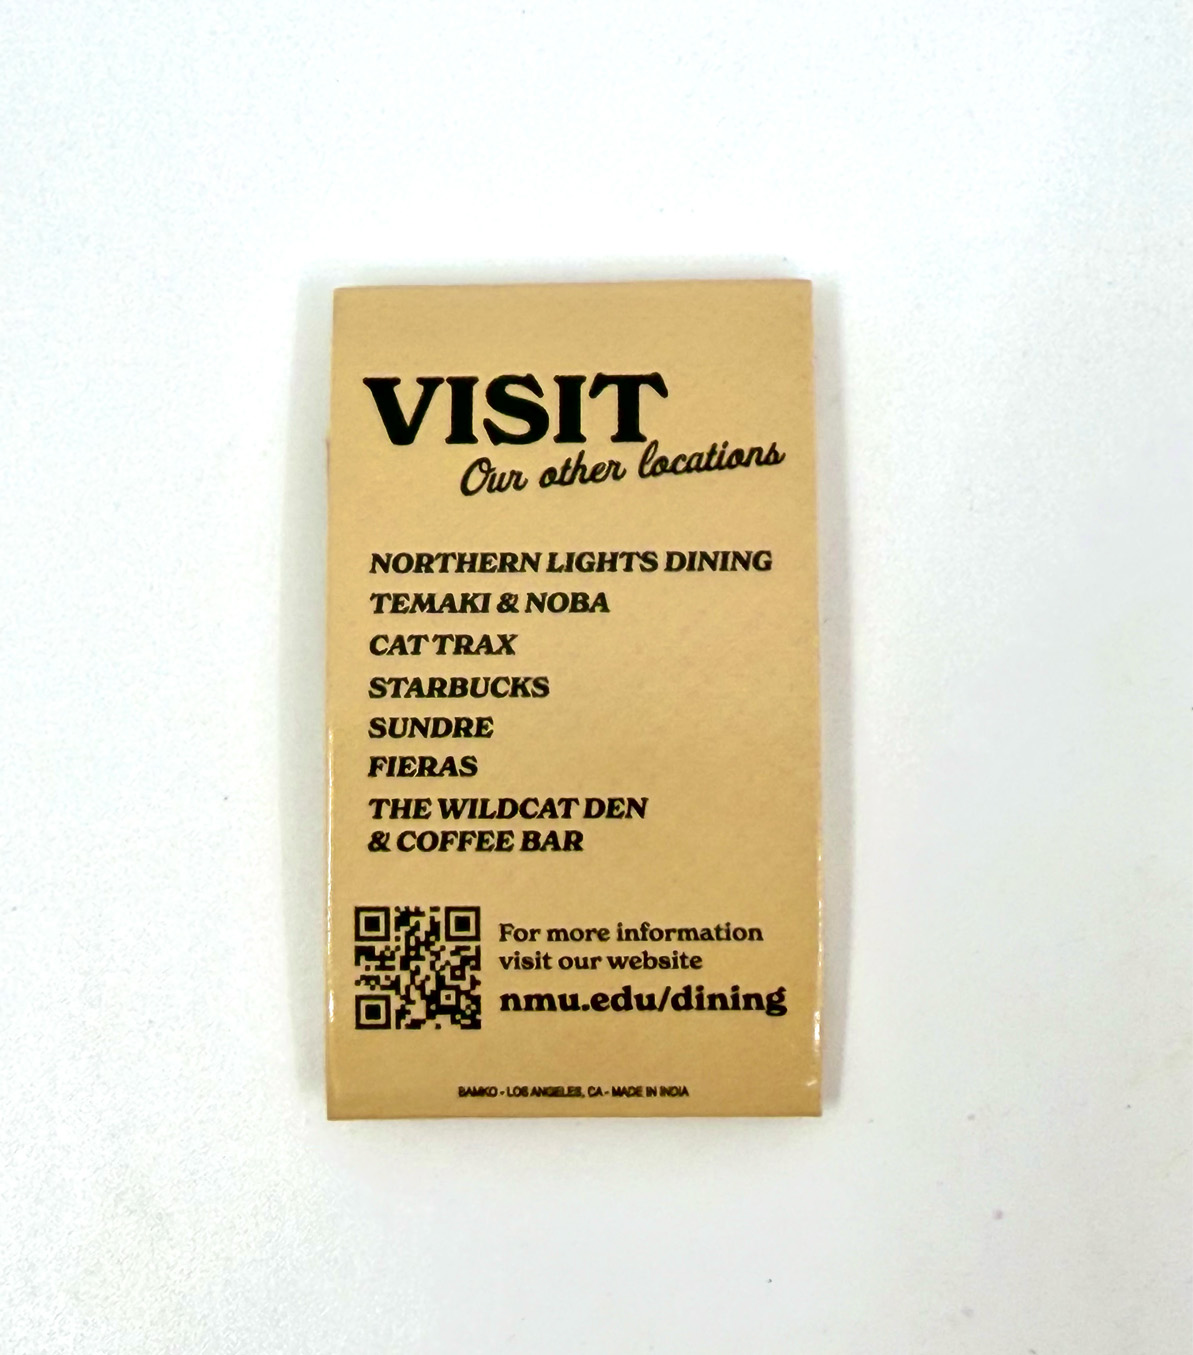 VISIT
Our other locations
NORTHERN LIGHTS DINING
TEMAKI & NOBA
CAT TRAX
STARBUCKS
SUNDRE
FIERAS
THE WILDCAT DEN
& COFFEE BAR
For more information
visit our website
nmu.edu/dining
BAMKO - LOS ANGELES, CA - MADE IN INDIA